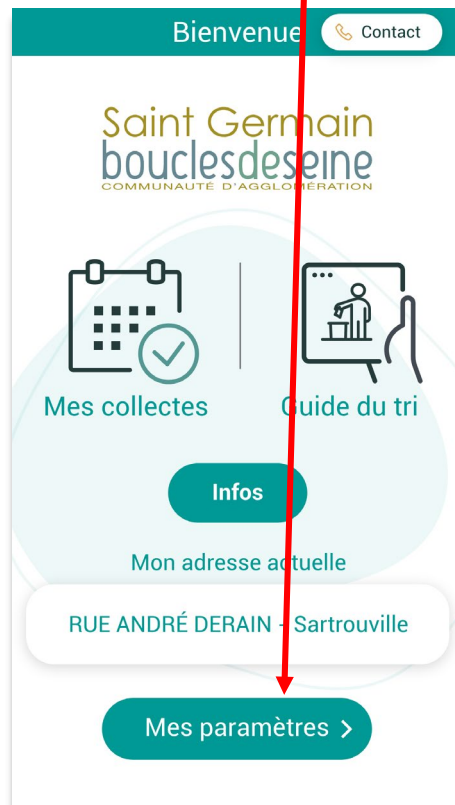 Bienvenue
Contact
Saint Germain
bouclesdeseine
COMMUNAUTÉ D'AGGLOMÉRATION
Mes collectes
Guide du tri
Infos
Mon adresse actuelle
RUE ANDRÉ DERAIN - Sartrouville
Mes paramètres >